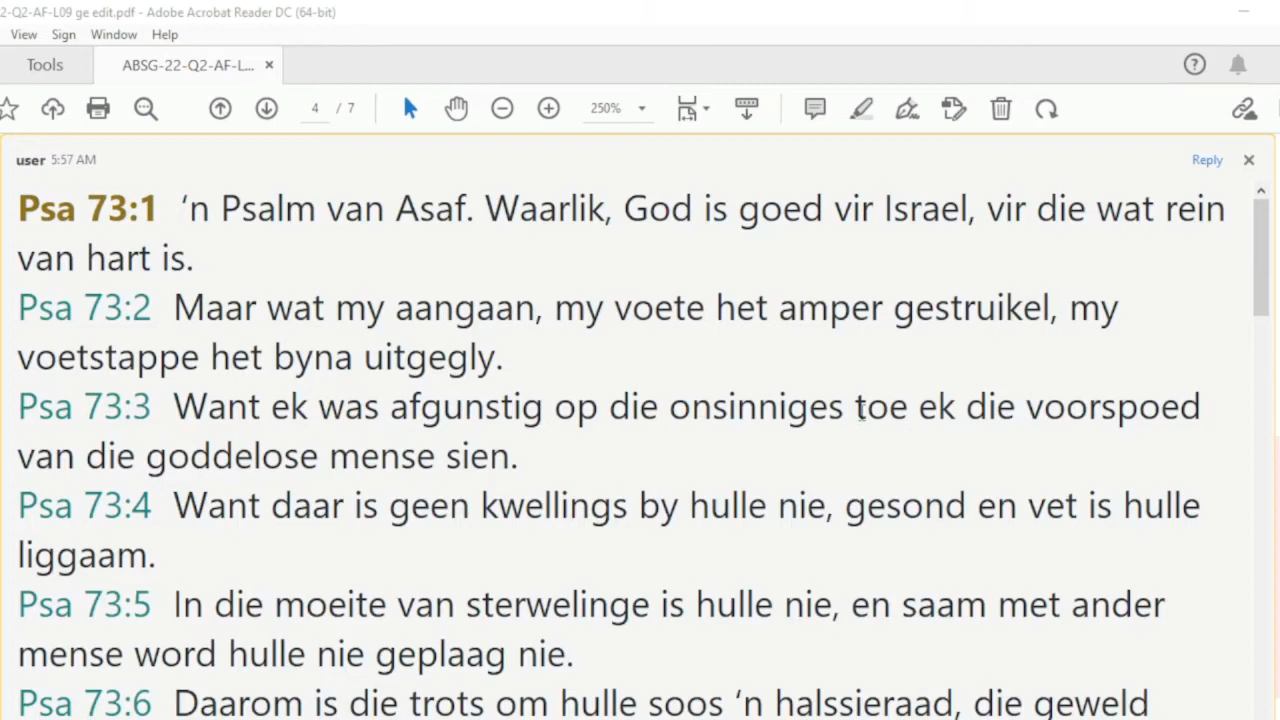 2-Q2-AF-L09 ge edit.pdf - Adobe Acrobat Reader DC (64-bit)
View Sign Window Help
Tools ABSG-22-Q2-AF-L... ×
4 / 7 250%
user 5:57 AM Reply ×
Psa 73:1 ‘n Psalm van Asaf. Waarlik, God is goed vir Israel, vir die wat rein
van hart is.
Psa 73:2 Maar wat my aangaan, my voete het amper gestruikel, my
voetstappe het byna uitgegly.
Psa 73:3 Want ek was afgunstig op die onsinniges toe ek die voorspoed
van die goddelose mense sien.
Psa 73:4 Want daar is geen kwellings by hulle nie, gesond en vet is hulle
liggaam.
Psa 73:5 In die moeite van sterwelinge is hulle nie, en saam met ander
mense word hulle nie geplaag nie.
Psa 73:6 Daarom is die trots om hulle soos ‘n halssieraad, die geweld